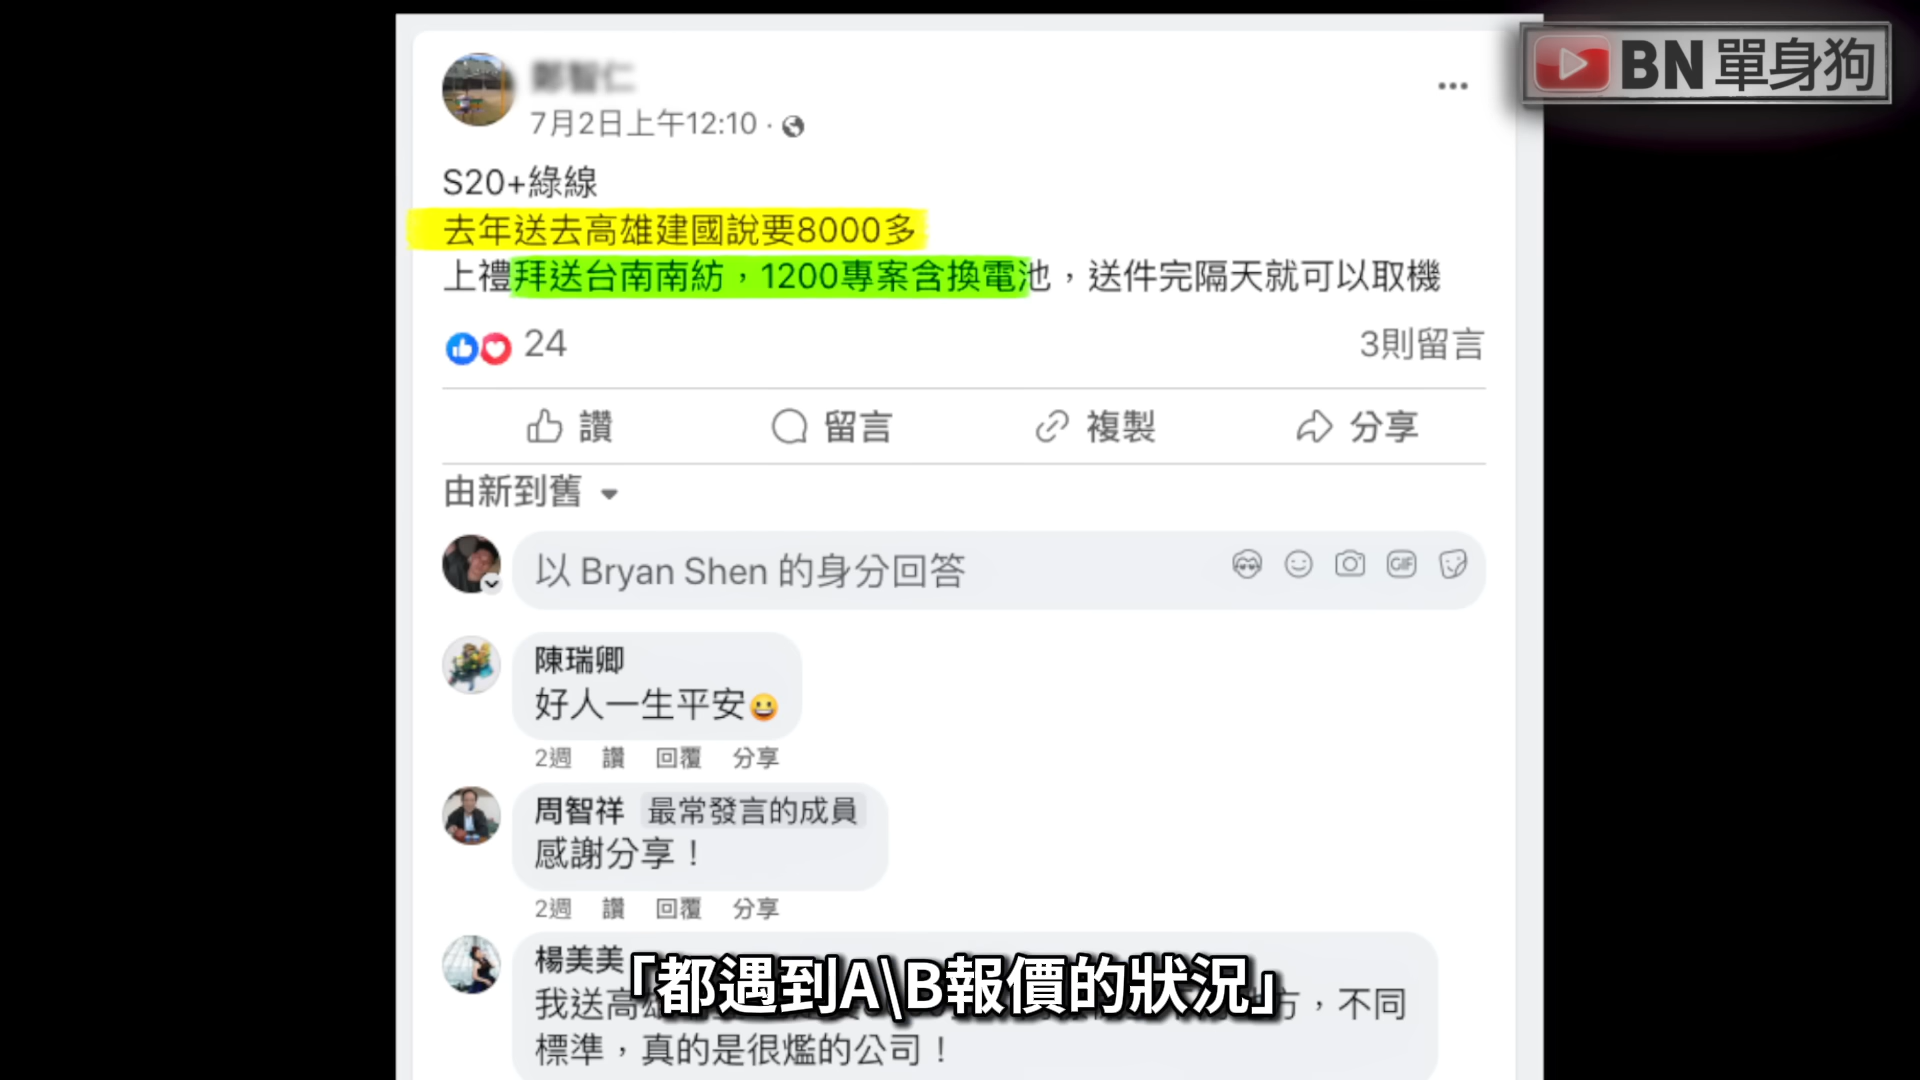 BN單身狗
鄭智仁
7月2日上午12:10 ·
S20+綠線
去年送去高雄建國說要8000多
上禮拜送台南南紡，1200專案含換電池，送件完隔天就可以取機
24
3則留言
讚 留言 複製 分享
由新到舊
以 Bryan Shen 的身分回答
GIF
陳瑞卿
好人一生平安😀
2週 讚 回覆 分享
周智祥 最常發言的成員
感謝分享！
2週 讚 回覆 分享
楊美美
我送高雄 方，不同
標準，真的是很爁的公司！
「都遇到A\B報價的狀況」